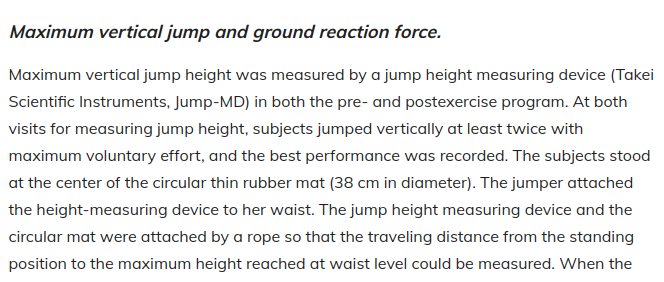 Maximum vertical jump and ground reaction force.
Maximum vertical jump height was measured by a jump height measuring device (Takei
Scientific Instruments, Jump-MD) in both the pre- and postexercise program. At both
visits for measuring jump height, subjects jumped vertically at least twice with
maximum voluntary effort, and the best performance was recorded. The subjects stood
at the center of the circular thin rubber mat (38 cm in diameter). The jumper attached
the height-measuring device to her waist. The jump height measuring device and the
circular mat were attached by a rope so that the traveling distance from the standing
position to the maximum height reached at waist level could be measured. When the